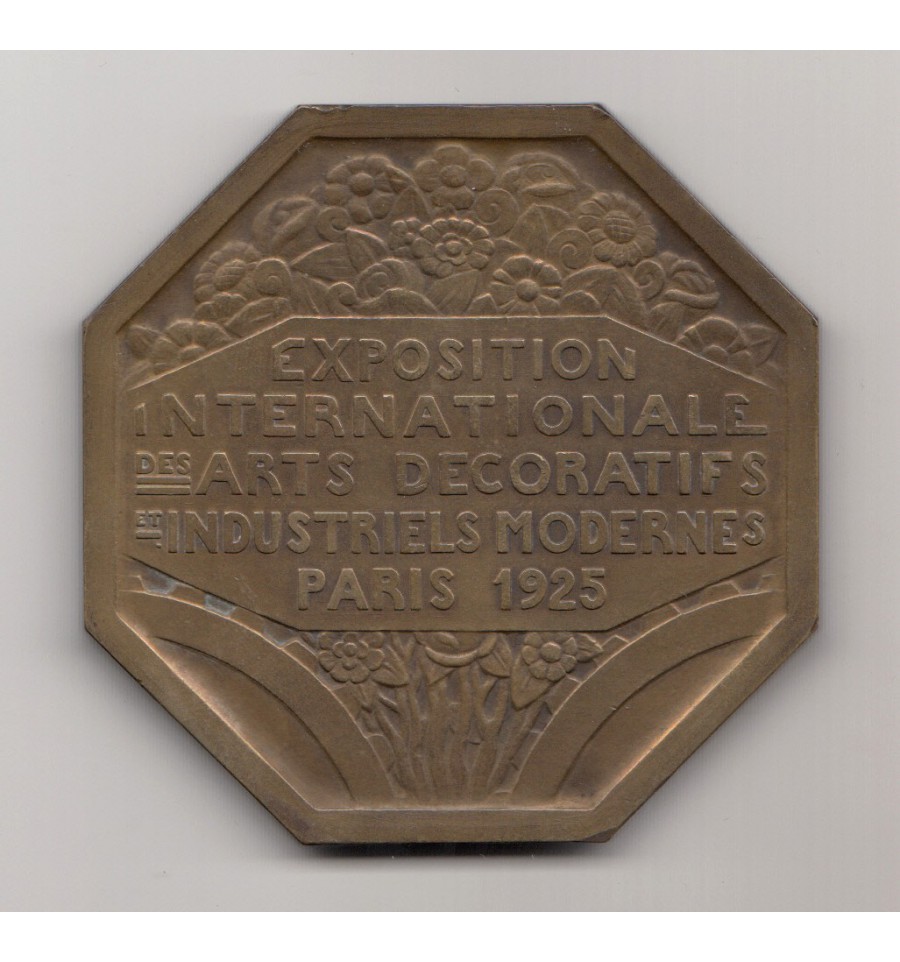 EXPOSITION
INTERNATIONALE
DES ARTS DECORATIFS
ET INDUSTRIELS MODERNES
PARIS 1925